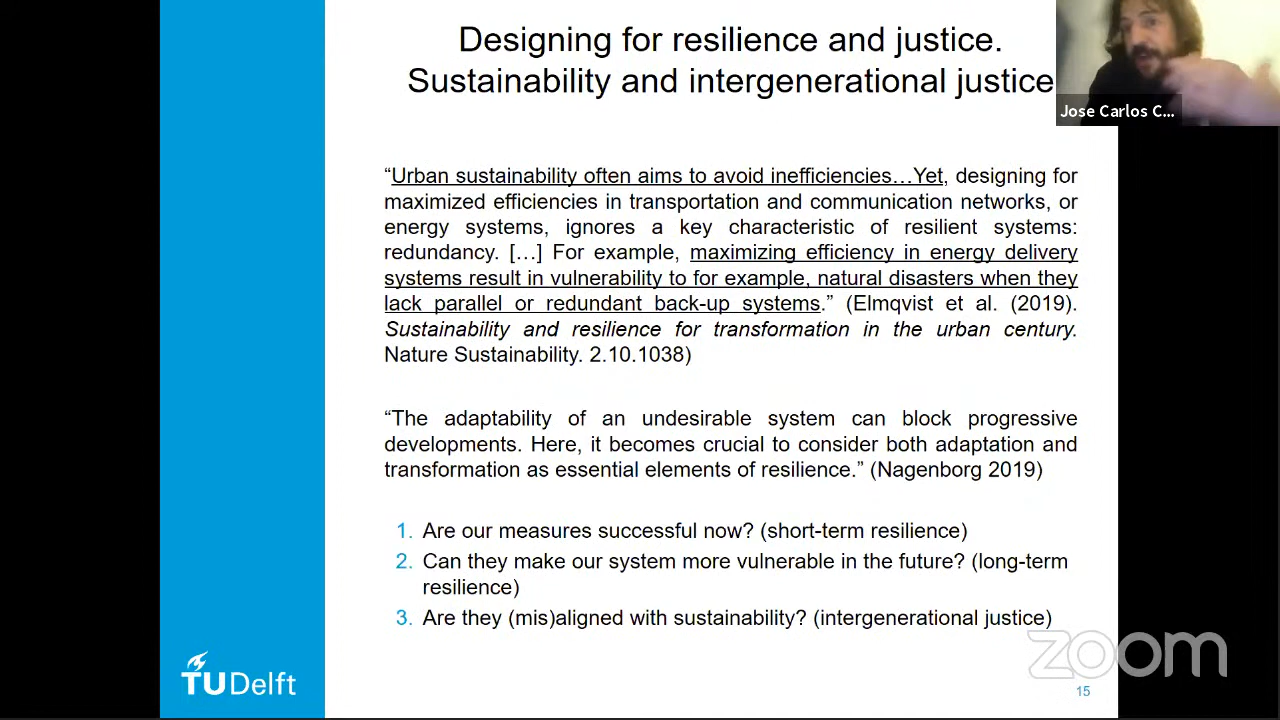 Designing for resilience and justice.
Sustainability and intergenerational justice
Jose Carlos C...
“Urban sustainability often aims to avoid inefficiencies…Yet, designing for
maximized efficiencies in transportation and communication networks, or
energy systems, ignores a key characteristic of resilient systems:
redundancy. […] For example, maximizing efficiency in energy delivery
systems result in vulnerability to for example, natural disasters when they
lack parallel or redundant back-up systems.” (Elmqvist et al. (2019).
Sustainability and resilience for transformation in the urban century.
Nature Sustainability. 2.10.1038)
“The adaptability of an undesirable system can block progressive
developments. Here, it becomes crucial to consider both adaptation and
transformation as essential elements of resilience.” (Nagenborg 2019)
1. Are our measures successful now? (short-term resilience)
2. Can they make our system more vulnerable in the future? (long-term
resilience)
3. Are they (mis)aligned with sustainability? (intergenerational justice)
zoom
TUDelft
15